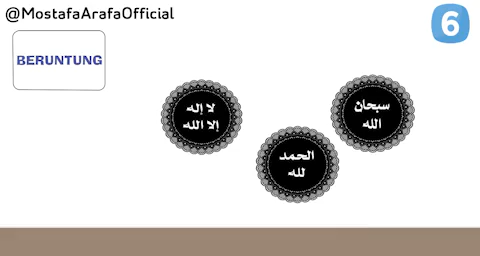 @MostafaArafaOfficial
6
BERUNTUNG
سبحان
الله
لا إله
إلا الله
الحمد
لله